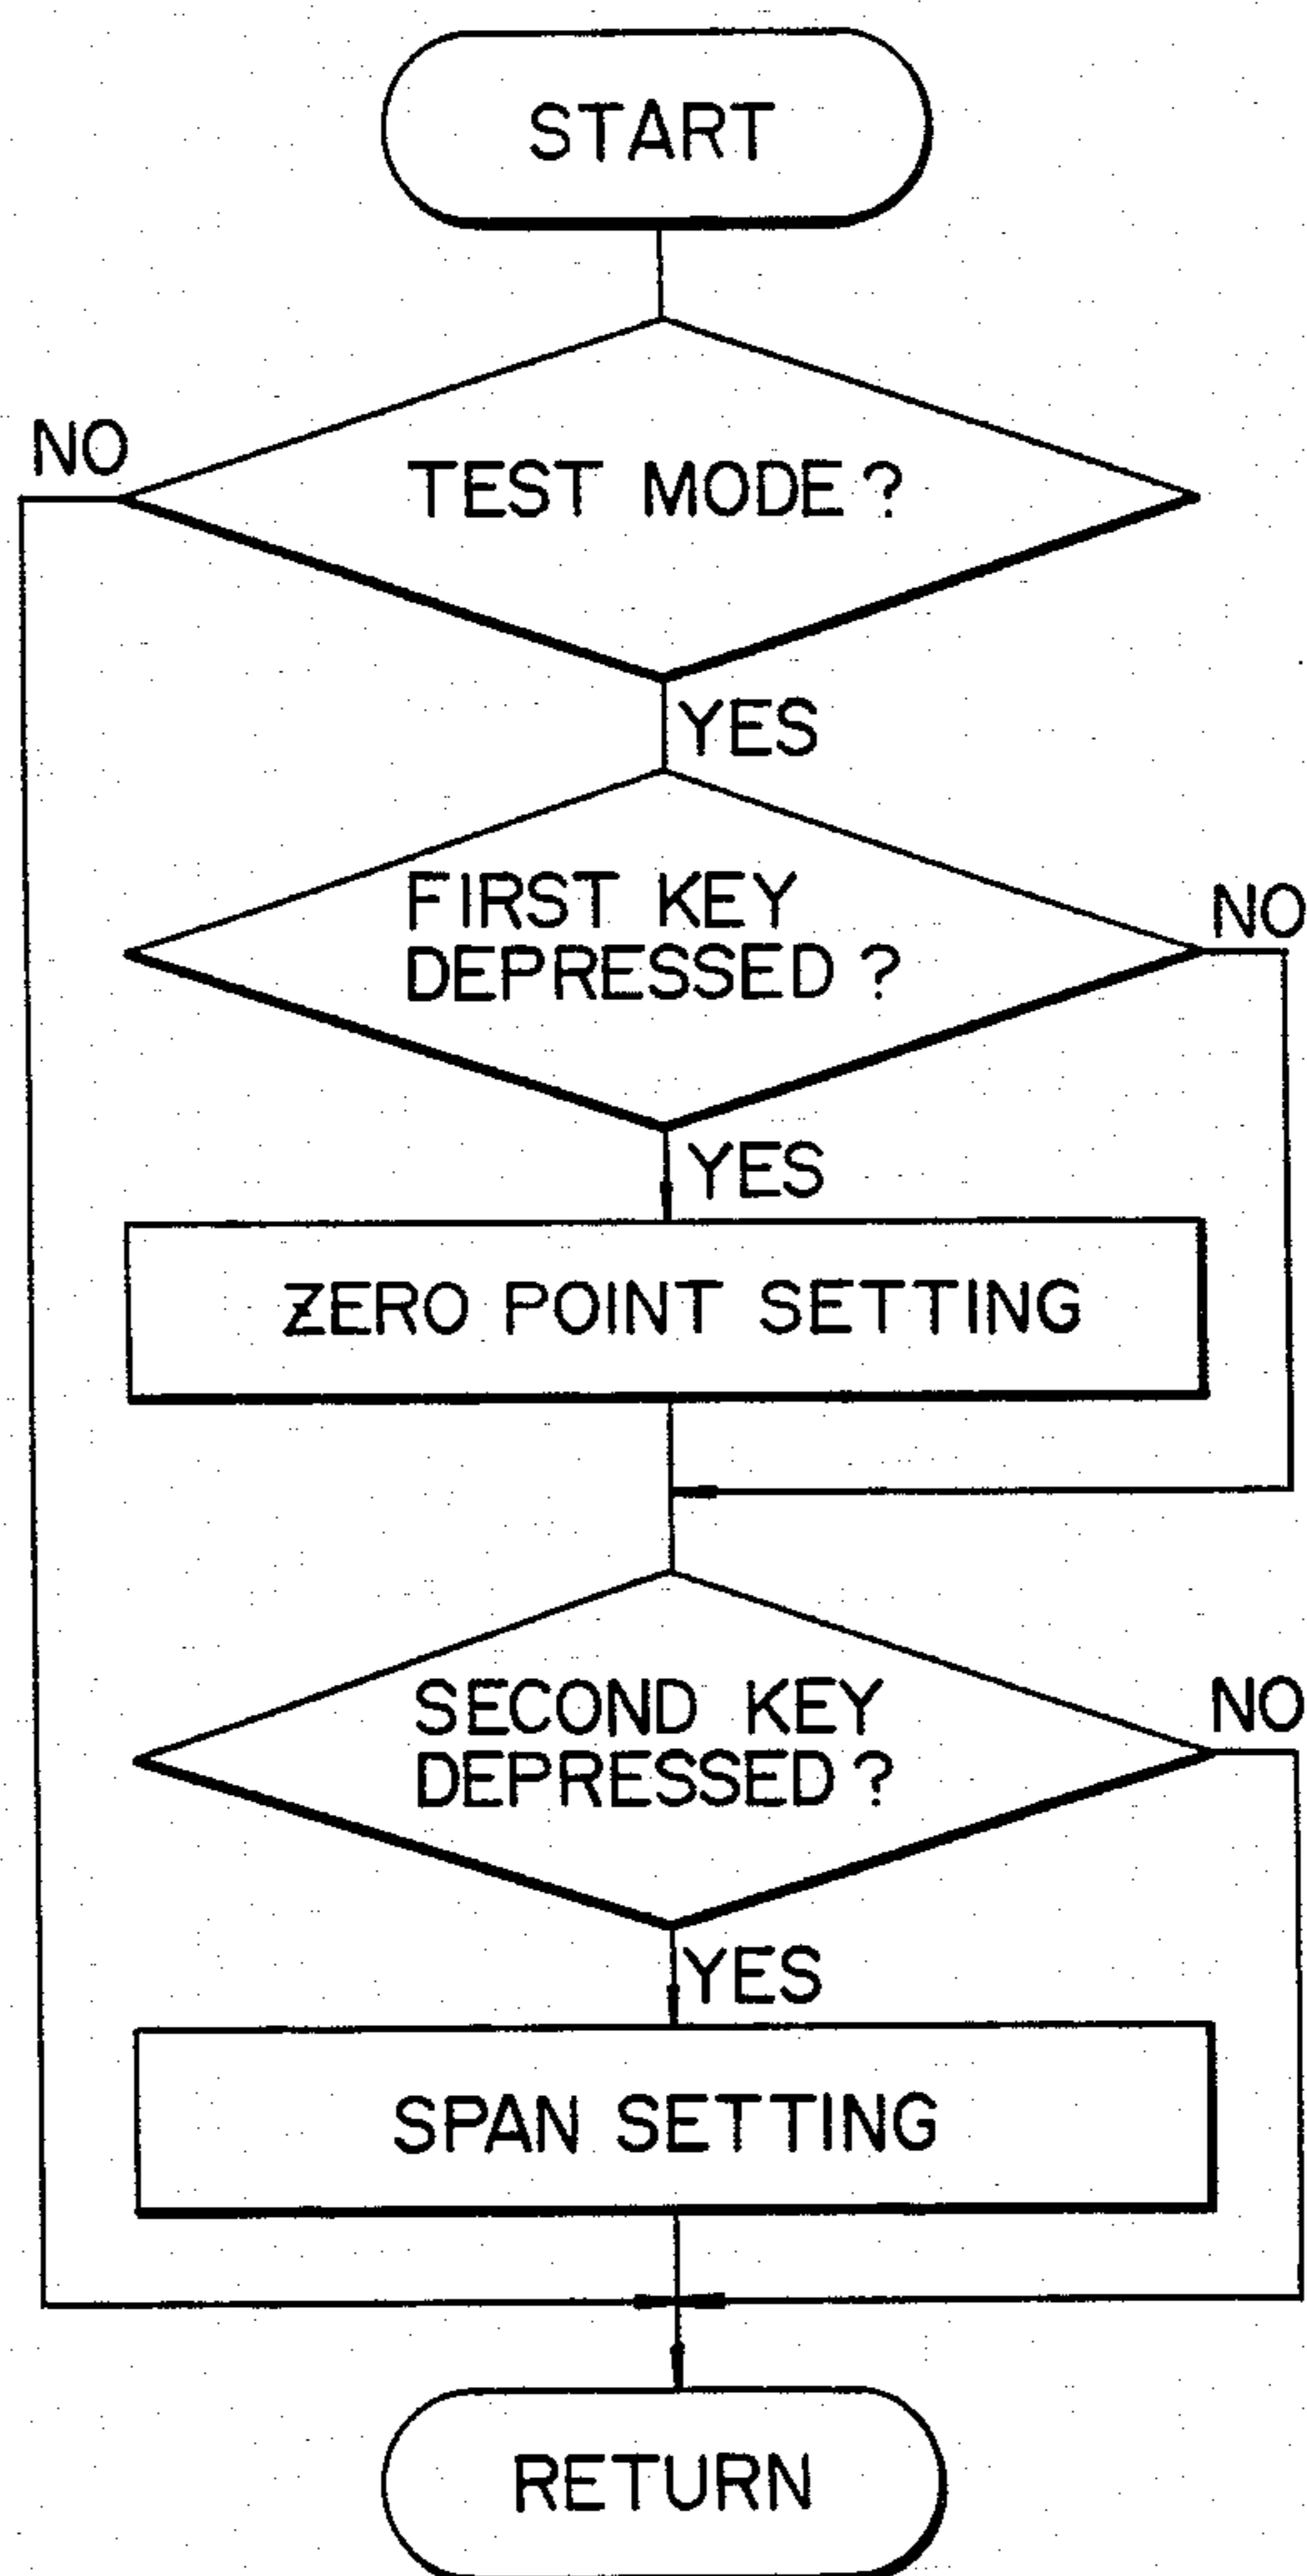 START
NO
TEST MODE?
YES
FIRST KEY
DEPRESSED?
NO
YES
ZERO POINT SETTING
SECOND KEY
DEPRESSED?
NO
YES
SPAN SETTING
RETURN